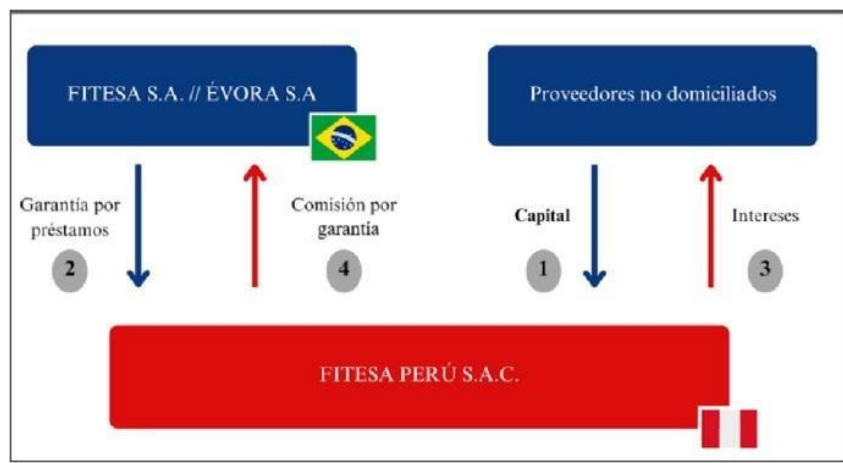 FITESA S.A. // ÉVORA S.A
Proveedores no domiciliados
Garantía por
préstamos
2
Comisión por
garantía
4
Capital
1
Intereses
3
FITESA PERÚ S.A.C.